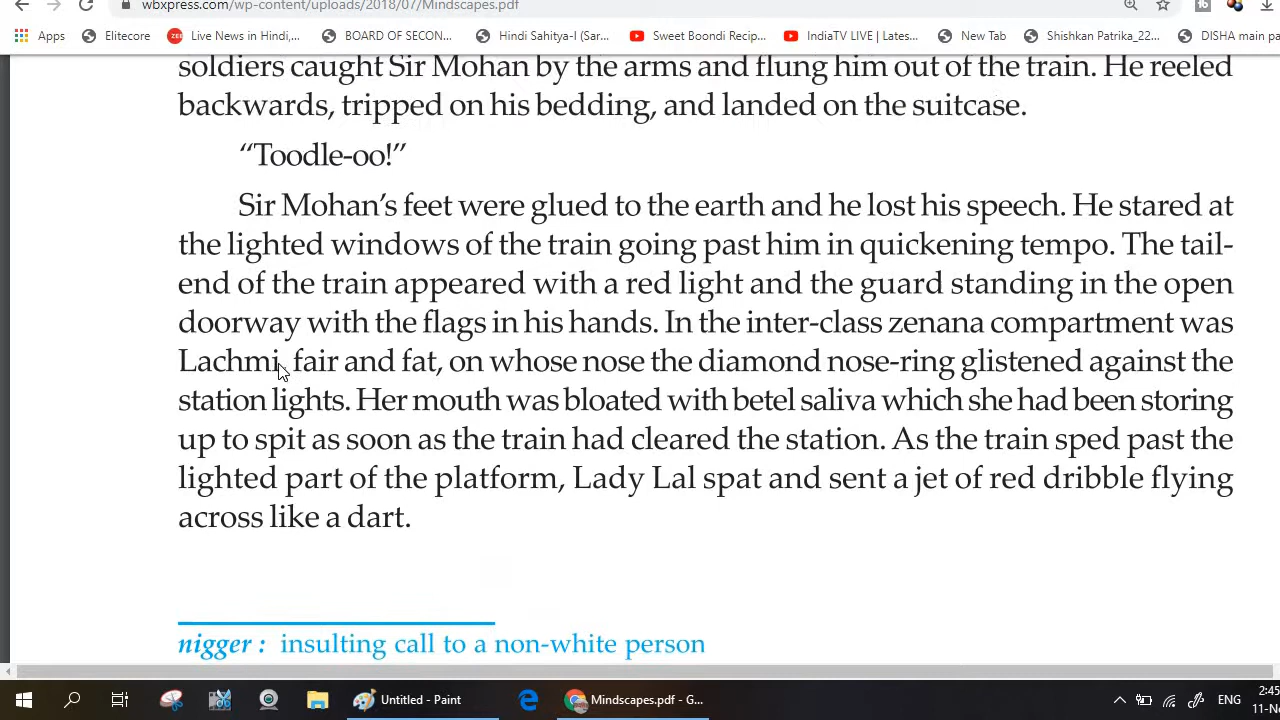 wbxpress.com/wp-content/uploads/2018/07/Mindscapes.pdf
Apps Elitecore Live News in Hindi,... BOARD OF SECON... Hindi Sahitya-I (Sar... Sweet Boondi Recip... IndiaTV LIVE | Lates... New Tab Shishkan Patrika_22... DISHA main pa
soldiers caught Sir Mohan by the arms and flung him out of the train. He reeled
backwards, tripped on his bedding, and landed on the suitcase.
“Toodle-oo!”
Sir Mohan’s feet were glued to the earth and he lost his speech. He stared at
the lighted windows of the train going past him in quickening tempo. The tail-
end of the train appeared with a red light and the guard standing in the open
doorway with the flags in his hands. In the inter-class zenana compartment was
Lachmi, fair and fat, on whose nose the diamond nose-ring glistened against the
station lights. Her mouth was bloated with betel saliva which she had been storing
up to spit as soon as the train had cleared the station. As the train sped past the
lighted part of the platform, Lady Lal spat and sent a jet of red dribble flying
across like a dart.
nigger : insulting call to a non-white person
Untitled - Paint Mindscapes.pdf - G... ENG 2:45
11-N